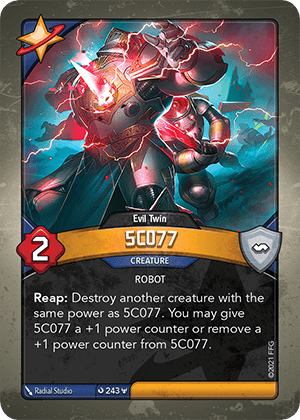 Evil Twin
5C077
2
CREATURE
ROBOT
Reap: Destroy another creature with the
same power as 5C077. You may give
5C077 a +1 power counter or remove a
+1 power counter from 5C077.
©2021 FFG
Radial Studio
243